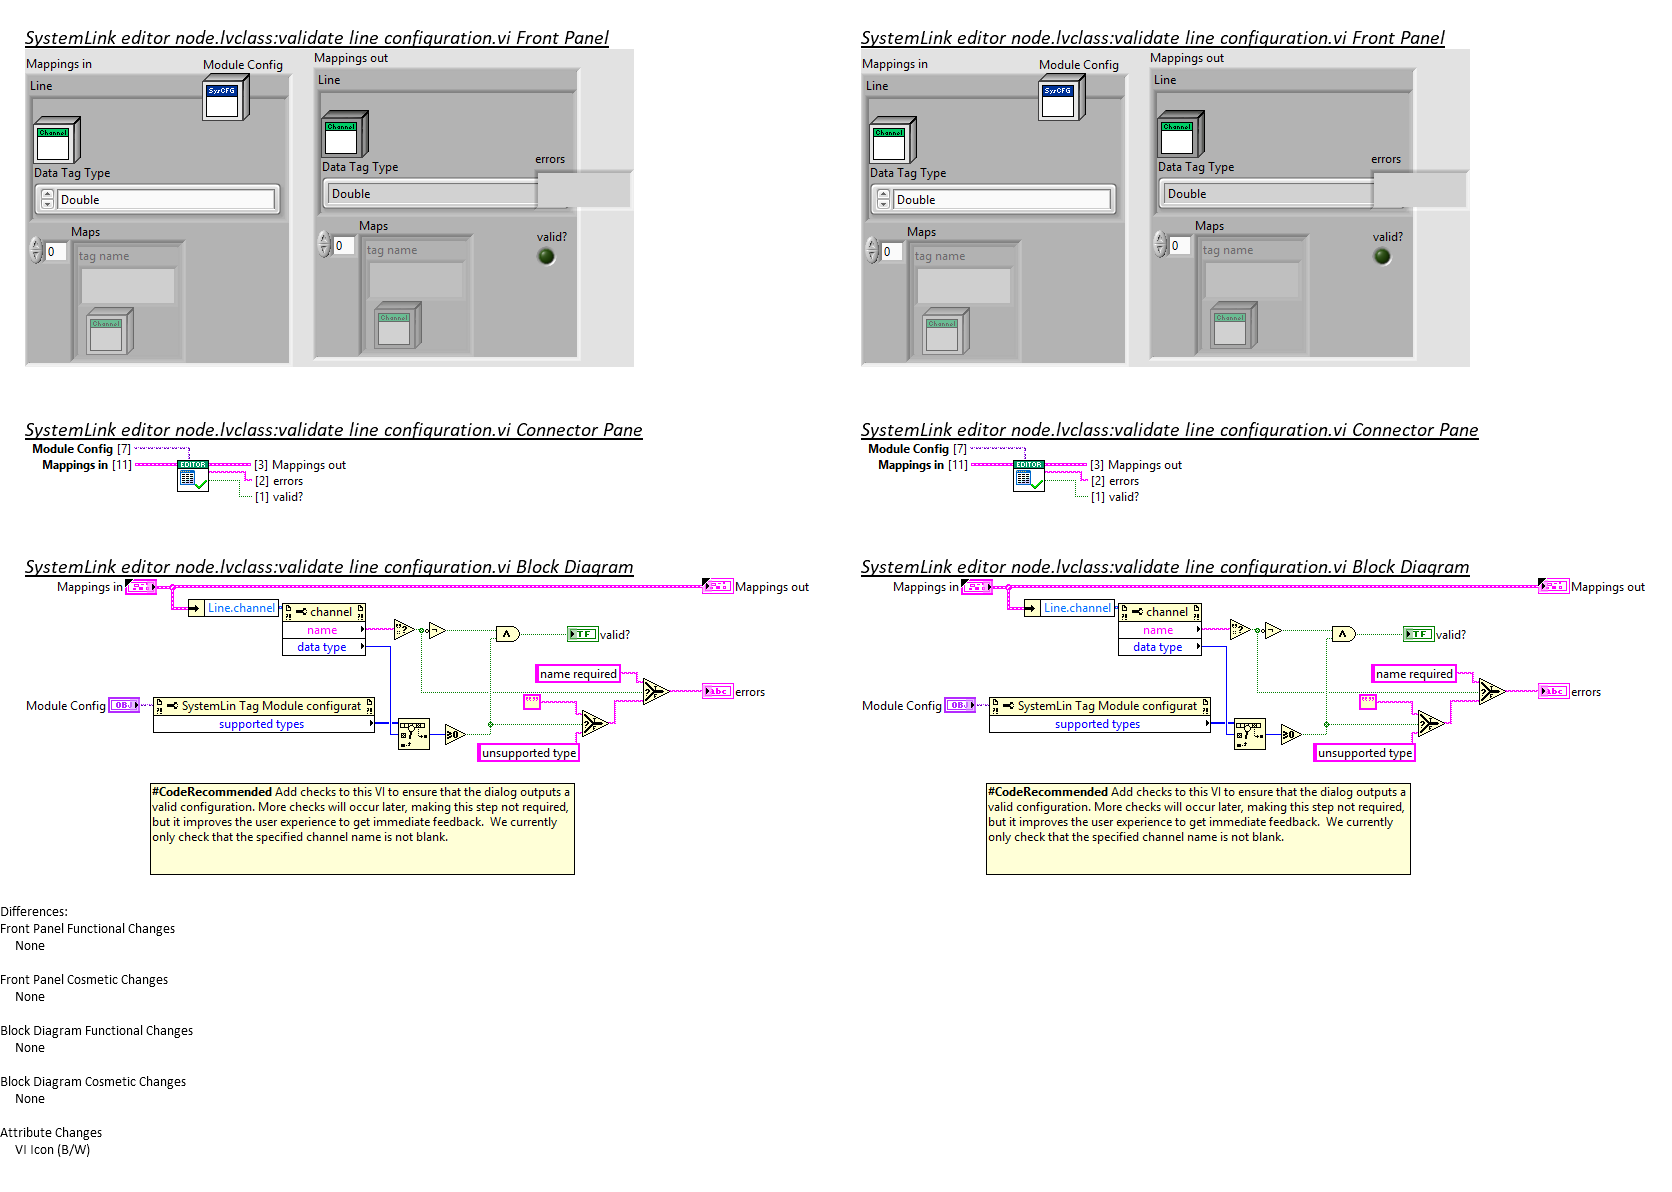 SystemLink editor node.lvclass:validate line configuration.vi Front Panel
Mappings in
Module Config
Mappings out
Line
SysCFG
Line
Channel
Channel
Data Tag Type
Data Tag Type
errors
Double
Double
Maps
Maps
valid?
0
tag name
0
tag name
Channel
Channel
SystemLink editor node.lvclass:validate line configuration.vi Front Panel
Mappings in
Module Config
Mappings out
Line
SysCFG
Line
Channel
Channel
Data Tag Type
Data Tag Type
errors
Double
Double
Maps
Maps
valid?
0
tag name
0
tag name
Channel
Channel
SystemLink editor node.lvclass:validate line configuration.vi Connector Pane
Module Config [7]
Mappings in [11]
EDITOR
[3] Mappings out
[2] errors
[1] valid?
SystemLink editor node.lvclass:validate line configuration.vi Connector Pane
Module Config [7]
Mappings in [11]
EDITOR
[3] Mappings out
[2] errors
[1] valid?
SystemLink editor node.lvclass:validate line configuration.vi Block Diagram
Mappings in
Mappings out
Line.channel
channel
name
data type
TF
valid?
name required
abc
errors
Module Config
OBJ
SystemLin Tag Module configurat
supported types
≥0
unsupported type
#CodeRecommended Add checks to this VI to ensure that the dialog outputs a
valid configuration. More checks will occur later, making this step not required,
but it improves the user experience to get immediate feedback.  We currently
only check that the specified channel name is not blank.
SystemLink editor node.lvclass:validate line configuration.vi Block Diagram
Mappings in
Mappings out
Line.channel
channel
name
data type
TF
valid?
name required
abc
errors
Module Config
OBJ
SystemLin Tag Module configurat
supported types
≥0
unsupported type
#CodeRecommended Add checks to this VI to ensure that the dialog outputs a
valid configuration. More checks will occur later, making this step not required,
but it improves the user experience to get immediate feedback.  We currently
only check that the specified channel name is not blank.
Differences:
Front Panel Functional Changes
None
Front Panel Cosmetic Changes
None
Block Diagram Functional Changes
None
Block Diagram Cosmetic Changes
None
Attribute Changes
VI Icon (B/W)